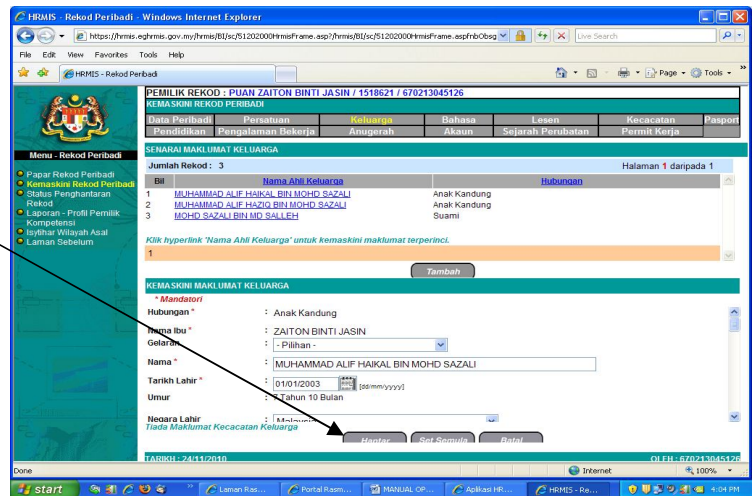 HRMIS - Rekod Peribadi - Windows Internet Explorer
https://hrmis.eghrmis.gov.my/hrmis/BI/sc/S1202000HrmisFrame.asp?/hrmis/BI/sc/S1202000HrmisFrame.aspfnbObsg
Live Search
File Edit View Favorites Tools Help
HRMIS - Rekod Peribadi
Page Tools
PEMILIK REKOD : PUAN ZAITON BINTI JASIN / 1518621 / 670213045126
KEMASKINI REKOD PERIBADI
Data Peribadi Persatuan Keluarga Bahasa Lesen Kecacatan Pasport
Pendidikan Pengalaman Bekerja Anugerah Akaun Sejarah Perubatan Permit Kerja
Menu - Rekod Peribadi
Papar Rekod Peribadi
Kemaskini Rekod Peribadi
Status Penghantaran
Rekod
Laporan - Profil Pemilik
Kompetensi
Isytihar Wilayah Asal
Laman Sebelum
SENARAI MAKLUMAT KELUARGA
Jumlah Rekod : 3 Halaman 1 daripada 1
Bil Nama Ahli Keluarga Hubungan
1 MUHAMMAD ALIF HAIKAL BIN MOHD SAZALI Anak Kandung
2 MUHAMMAD ALIF HAZIQ BIN MOHD SAZALI Anak Kandung
3 MOHD SAZALI BIN MD SALLEH Suami
Klik hyperlink 'Nama Ahli Keluarga' untuk kemaskini maklumat terperinci.
1
Tambah
KEMASKINI MAKLUMAT KELUARGA
* Mandatori
Hubungan * : Anak Kandung
Nama Ibu * : ZAITON BINTI JASIN
Gelaran : - Pilihan -
Nama * : MUHAMMAD ALIF HAIKAL BIN MOHD SAZALI
Tarikh Lahir * : 01/01/2003 [dd/mm/yyyy]
Umur : 7 Tahun 10 Bulan
Negara Lahir : Malaysia
Tiada Maklumat Kecacatan Keluarga
Hantar Set Semula Batal
TARIKH : 24/11/2010 OLEH : 670213045126
Done Internet 100%
start Laman Ras... Portal Rasm... MANUAL OP... Aplikasi HR... HRMIS - Re... 4:04 PM